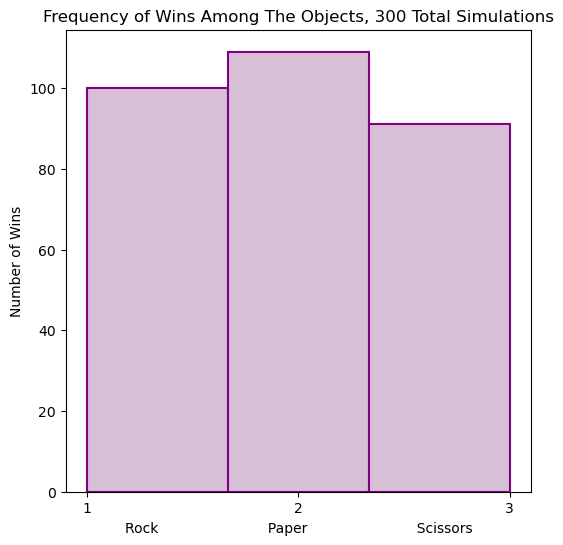 Frequency of Wins Among The Objects, 300 Total Simulations
Number of Wins
100
80
60
40
20
0
1 2 3
Rock Paper Scissors